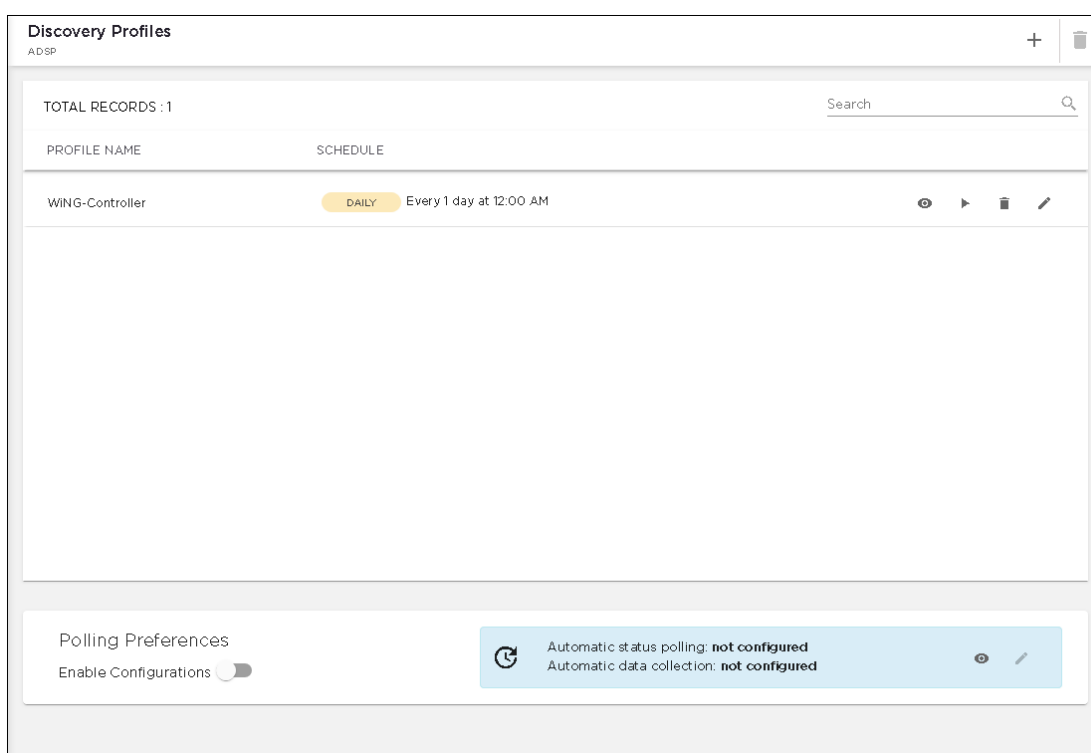 Discovery Profiles
ADSP
TOTAL RECORDS : 1
Search
PROFILE NAME SCHEDULE
WiNG-Controller DAILY Every 1 day at 12:00 AM
Polling Preferences
Enable Configurations
Automatic status polling: not configured
Automatic data collection: not configured